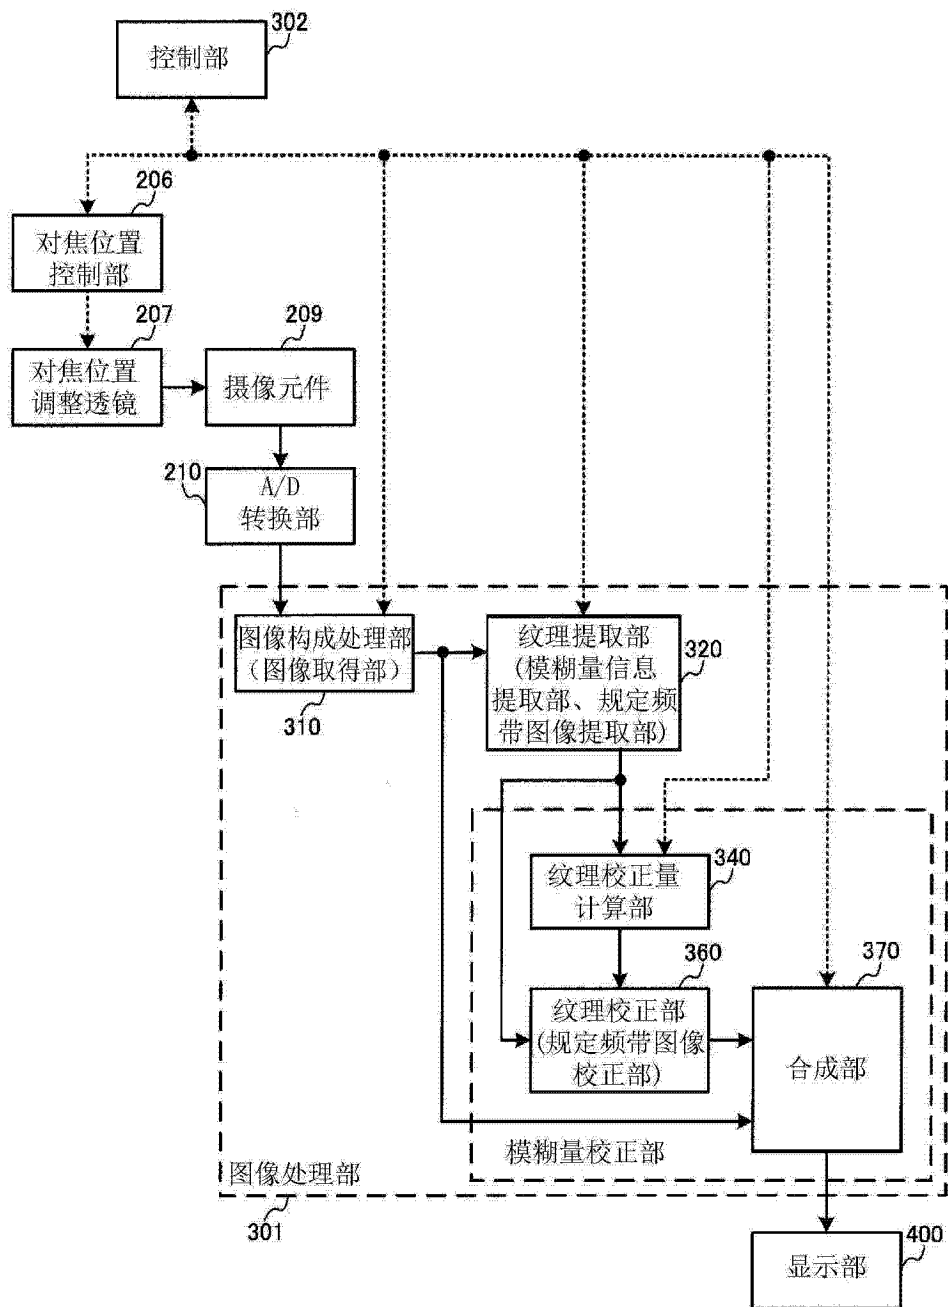 302
控制部
206
对焦位置
控制部
207
对焦位置
调整透镜
209
摄像元件
210
A/D
转换部
图像构成处理部
(图像取得部)
310
纹理提取部
(模糊量信息
提取部、规定频
带图像提取部)
320
纹理校正量
计算部
340
360
纹理校正部
(规定频带图像
校正部)
370
合成部
模糊量校正部
图像处理部
301
400
显示部